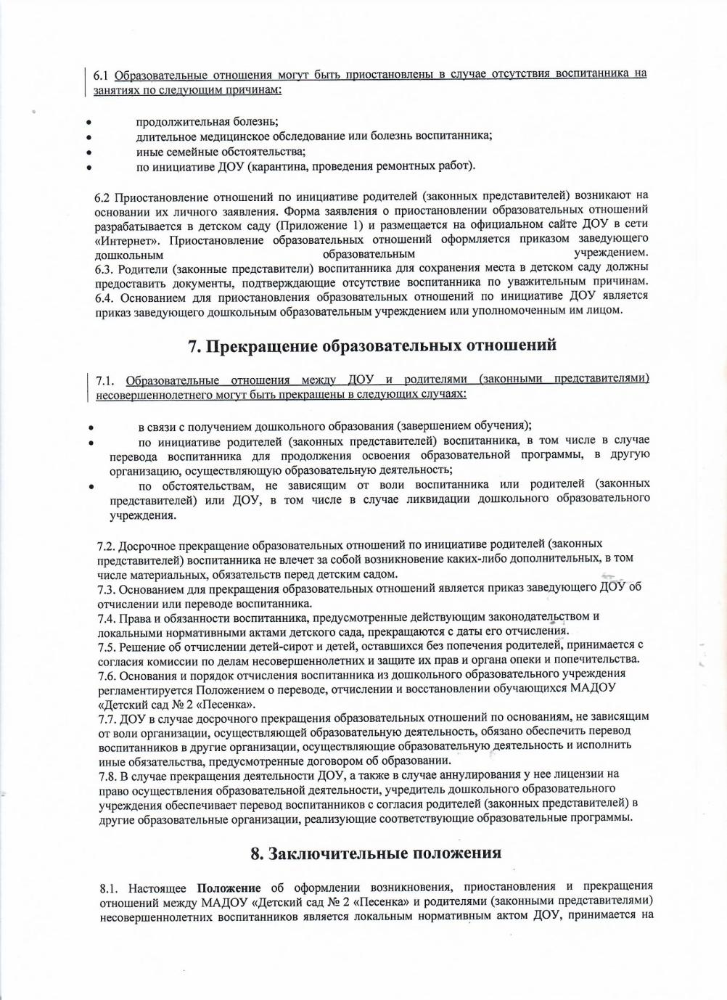 6.1 Образовательные отношения могут быть приостановлены в случае отсутствия воспитанника на
занятиях по следующим причинам:
• продолжительная болезнь;
• длительное медицинское обследование или болезнь воспитанника;
• иные семейные обстоятельства;
• по инициативе ДОУ (карантина, проведения ремонтных работ).
6.2 Приостановление отношений по инициативе родителей (законных представителей) возникают на
основании их личного заявления. Форма заявления о приостановлении образовательных отношений
разрабатывается в детском саду (Приложение 1) и размещается на официальном сайте ДОУ в сети
«Интернет». Приостановление образовательных отношений оформляется приказом заведующего
дошкольным образовательным учреждением.
6.3. Родители (законные представители) воспитанника для сохранения места в детском саду должны
предоставить документы, подтверждающие отсутствие воспитанника по уважительным причинам.
6.4. Основанием для приостановления образовательных отношений по инициативе ДОУ является
приказ заведующего дошкольным образовательным учреждением или уполномоченным им лицом.
7. Прекращение образовательных отношений
7.1. Образовательные отношения между ДОУ и родителями (законными представителями)
несовершеннолетнего могут быть прекращены в следующих случаях:
• в связи с получением дошкольного образования (завершением обучения);
• по инициативе родителей (законных представителей) воспитанника, в том числе в случае
перевода воспитанника для продолжения освоения образовательной программы, в другую
организацию, осуществляющую образовательную деятельность;
• по обстоятельствам, не зависящим от воли воспитанника или родителей (законных
представителей) или ДОУ, в том числе в случае ликвидации дошкольного образовательного
учреждения.
7.2. Досрочное прекращение образовательных отношений по инициативе родителей (законных
представителей) воспитанника не влечет за собой возникновение каких-либо дополнительных, в том
числе материальных, обязательств перед детским садом.
7.3. Основанием для прекращения образовательных отношений является приказ заведующего ДОУ об
отчислении или переводе воспитанника.
7.4. Права и обязанности воспитанника, предусмотренные действующим законодательством и
локальными нормативными актами детского сада, прекращаются с даты его отчисления.
7.5. Решение об отчислении детей-сирот и детей, оставшихся без попечения родителей, принимается с
согласия комиссии по делам несовершеннолетних и защите их прав и органа опеки и попечительства.
7.6. Основания и порядок отчисления воспитанника из дошкольного образовательного учреждения
регламентируется Положением о переводе, отчислении и восстановлении обучающихся МАДОУ
«Детский сад № 2 «Песенка».
7.7. ДОУ в случае досрочного прекращения образовательных отношений по основаниям, не зависящим
от воли организации, осуществляющей образовательную деятельность, обязано обеспечить перевод
воспитанников в другие организации, осуществляющие образовательную деятельность и исполнить
иные обязательства, предусмотренные договором об образовании.
7.8. В случае прекращения деятельности ДОУ, а также в случае аннулирования у нее лицензии на
право осуществления образовательной деятельности, учредитель дошкольного образовательного
учреждения обеспечивает перевод воспитанников с согласия родителей (законных представителей) в
другие образовательные организации, реализующие соответствующие образовательные программы.
8. Заключительные положения
8.1. Настоящее Положение об оформлении возникновения, приостановления и прекращения
отношений между МАДОУ «Детский сад № 2 «Песенка» и родителями (законными представителями)
несовершеннолетних воспитанников является локальным нормативным актом ДОУ, принимается на